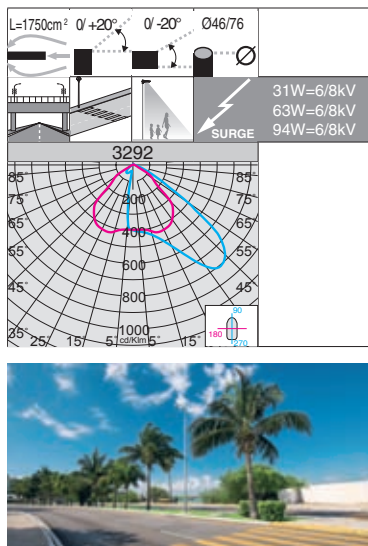 L=1750cm² 0/ +20° 0/ -20° Ø46/76
Ø
31W=6/8kV
63W=6/8kV
94W=6/8kV
SURGE
3292
85° 85°
75° 75°
200
65° 65°
400
55° 55°
600
45° 45°
800
35° 1000 35°
25° 15° 5° cd/Klm 5° 15°
90
180
270